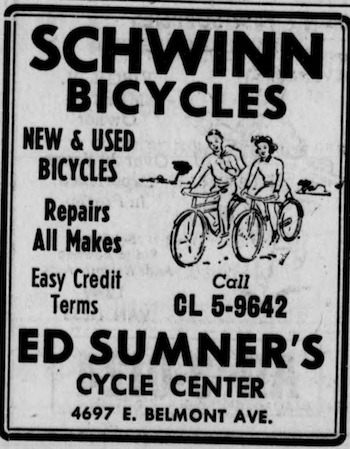 SCHWINN
BICYCLES
NEW & USED
BICYCLES
Repairs
All Makes
Easy Credit
Terms
Call
CL 5-9642
ED SUMNER'S
CYCLE CENTER
4697 E. BELMONT AVE.